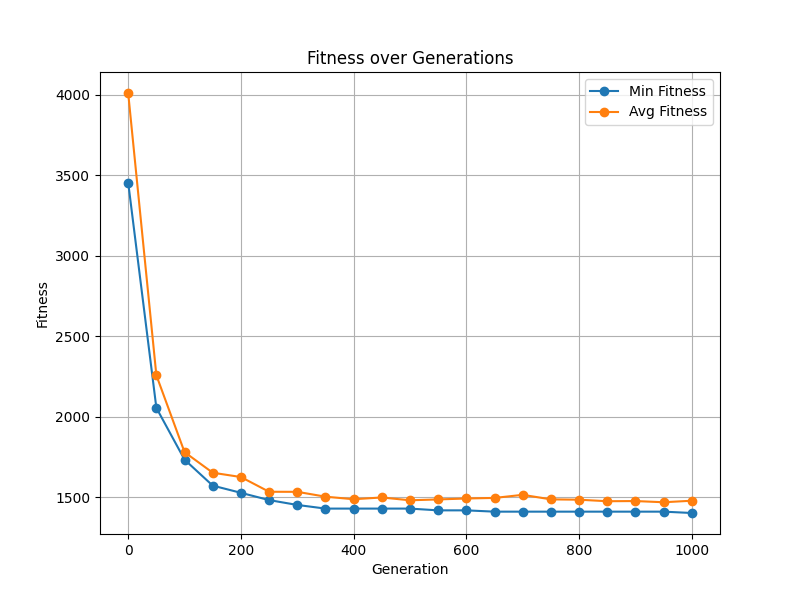 Fitness over Generations
Min Fitness
Avg Fitness
4000
3500
3000
2500
2000
1500
Fitness
0 200 400 600 800 1000
Generation